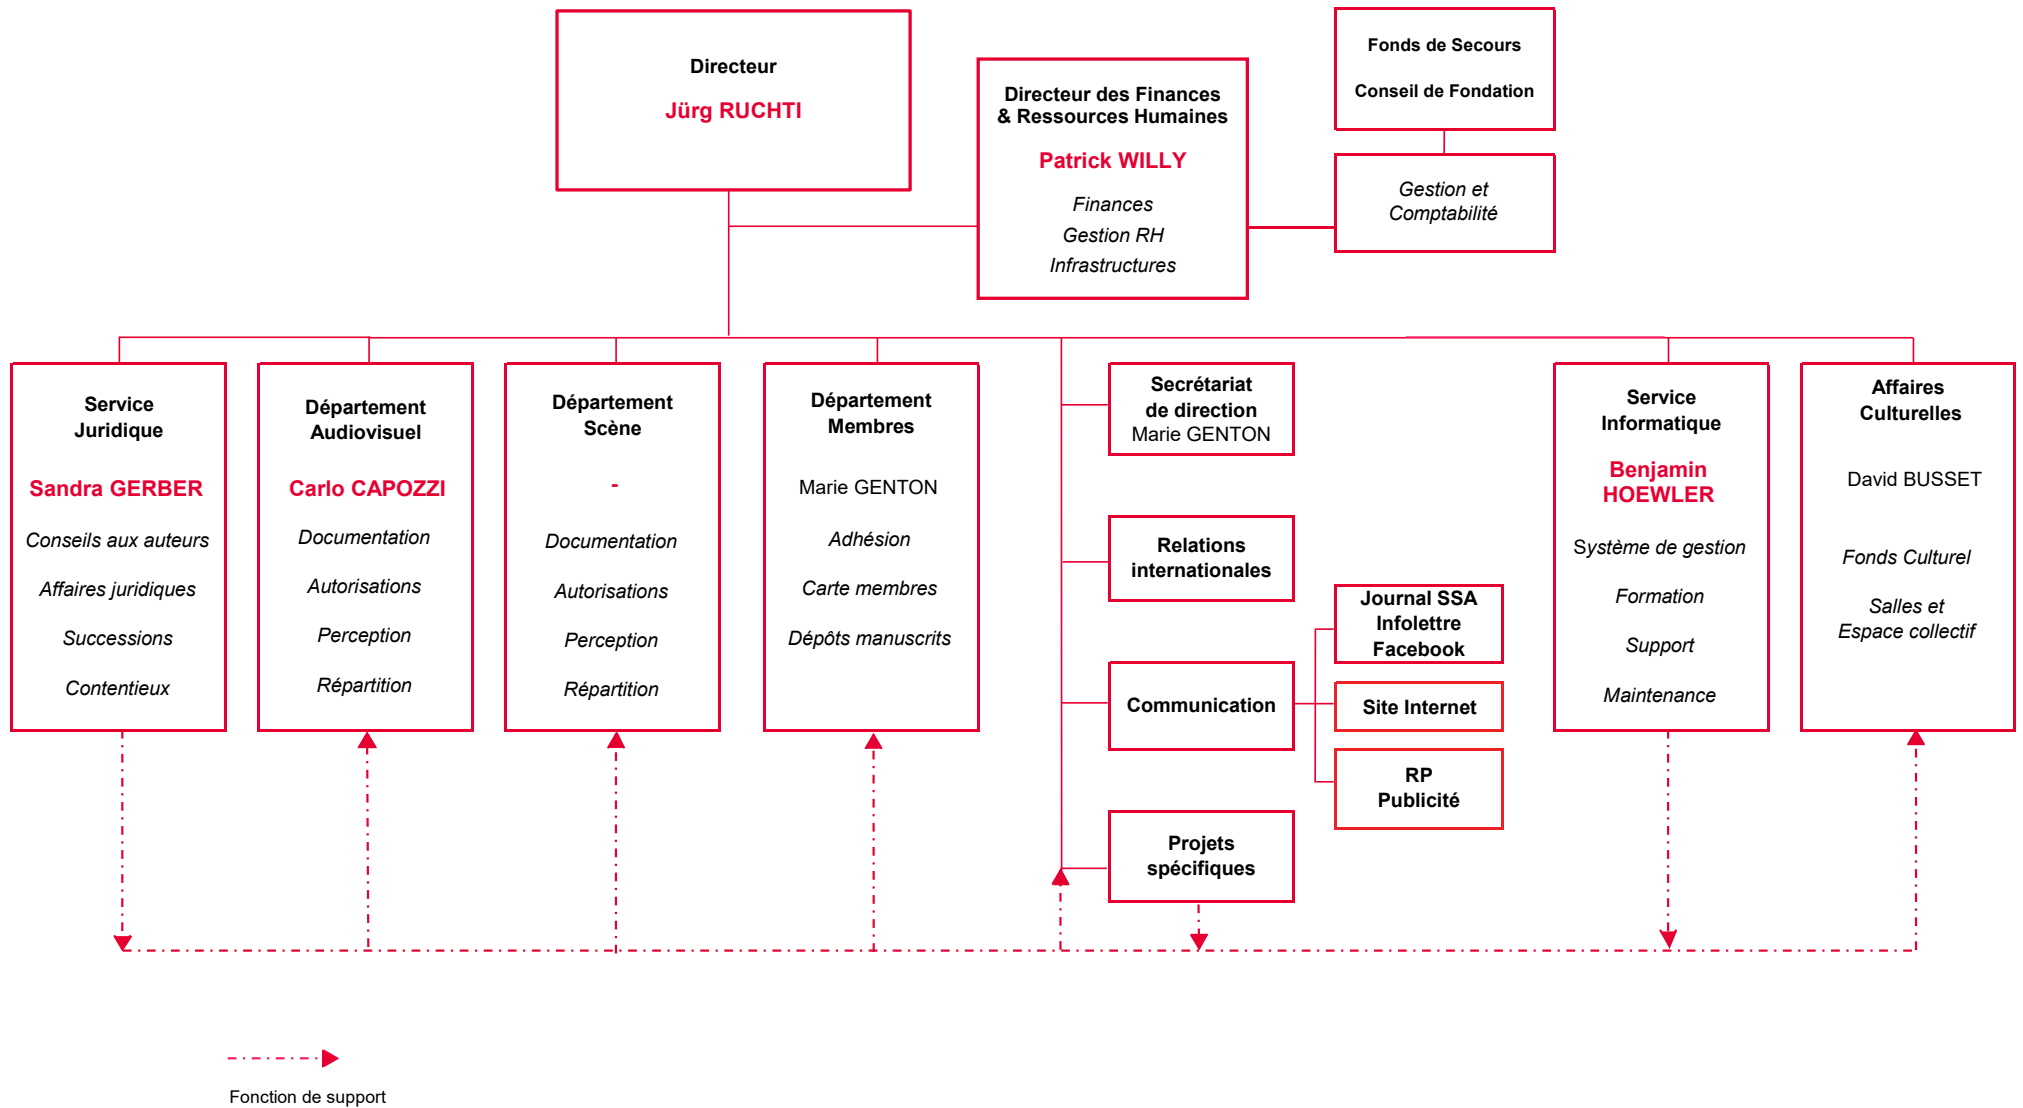 Directeur
Jürg RUCHTI
Directeur des Finances
& Ressources Humaines
Patrick WILLY
Finances
Gestion RH
Infrastructures
Fonds de Secours
Conseil de Fondation
Gestion et
Comptabilité
Service
Juridique
Sandra GERBER
Conseils aux auteurs
Affaires juridiques
Successions
Contentieux
Département
Audiovisuel
Carlo CAPOZZI
Documentation
Autorisations
Perception
Répartition
Département
Scène
-
Documentation
Autorisations
Perception
Répartition
Département
Membres
Marie GENTON
Adhésion
Carte membres
Dépôts manuscrits
Secrétariat
de direction
Marie GENTON
Relations
internationales
Communication
Journal SSA
Infolettre
Facebook
Site Internet
RP
Publicité
Projets
spécifiques
Service
Informatique
Benjamin
HOEWLER
Système de gestion
Formation
Support
Maintenance
Affaires
Culturelles
David BUSSET
Fonds Culturel
Salles et
Espace collectif
Fonction de support